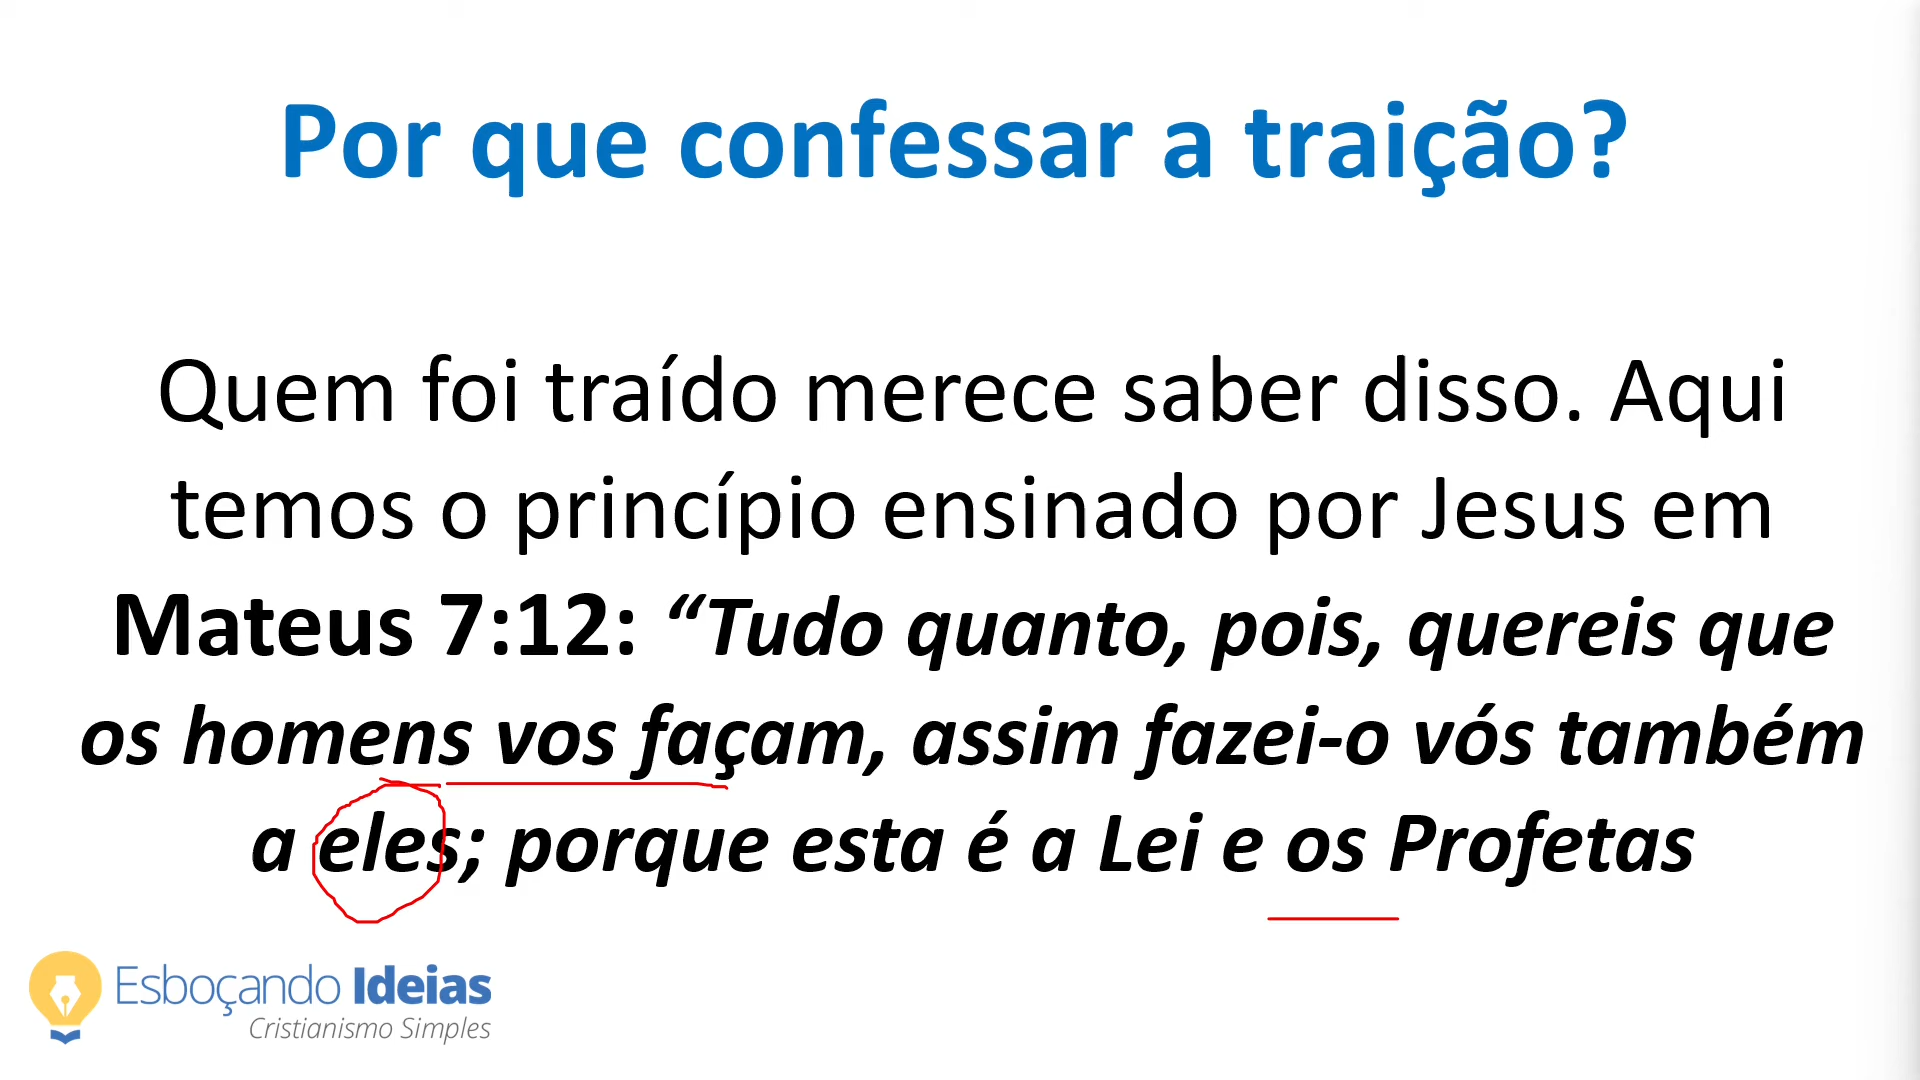 Por que confessar a traição?
Quem foi traído merece saber disso. Aqui
temos o princípio ensinado por Jesus em
Mateus 7:12: “Tudo quanto, pois, quereis que
os homens vos façam, assim fazei-o vós também
a eles; porque esta é a Lei e os Profetas
Esboçando Ideias
Cristianismo Simples